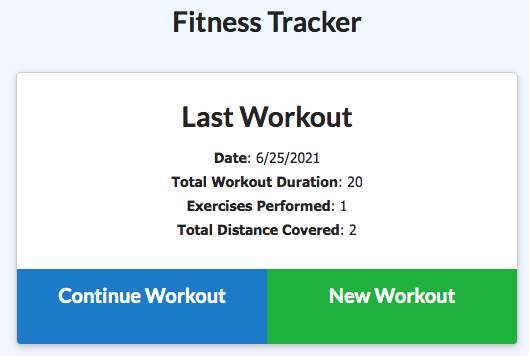 Fitness Tracker
Last Workout
Date: 6/25/2021
Total Workout Duration: 20
Exercises Performed: 1
Total Distance Covered: 2
Continue Workout
New Workout